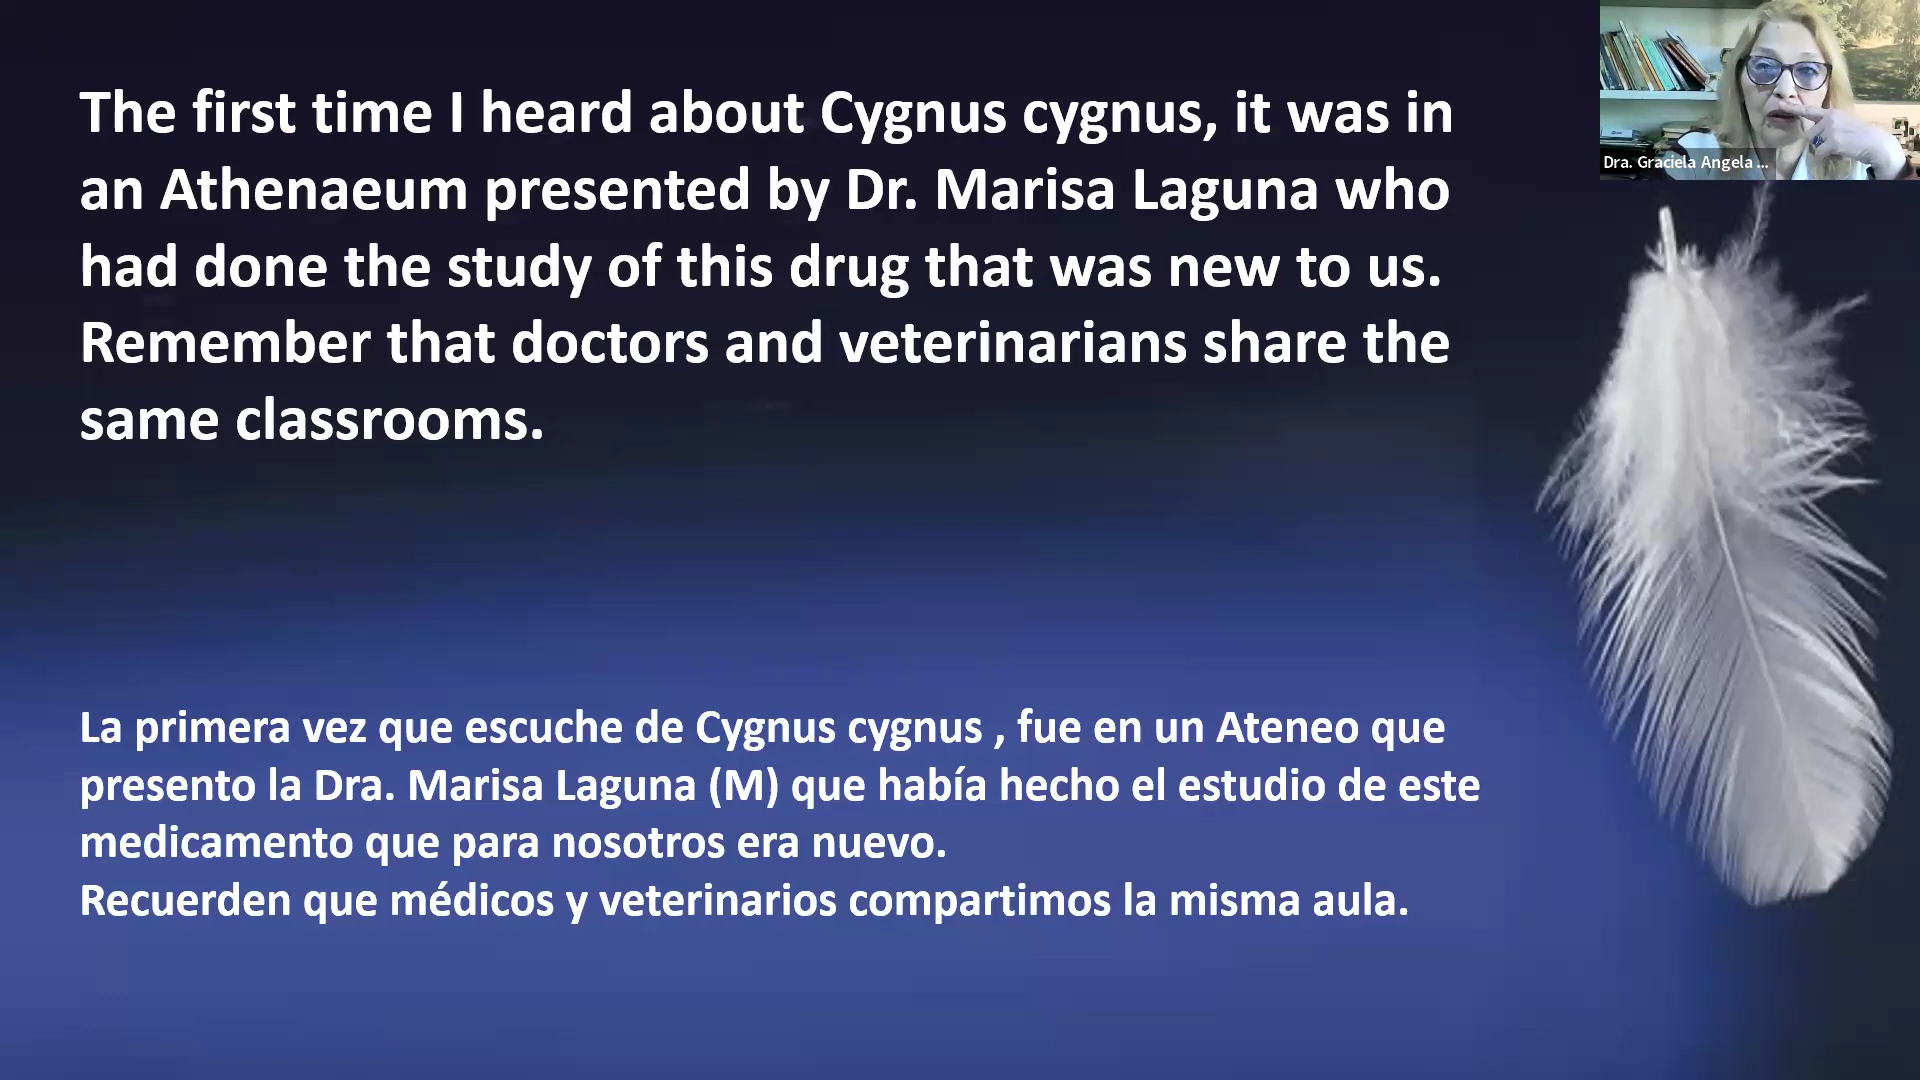 The first time I heard about Cygnus cygnus, it was in
an Athenaeum presented by Dr. Marisa Laguna who
had done the study of this drug that was new to us.
Remember that doctors and veterinarians share the
same classrooms.
La primera vez que escuche de Cygnus cygnus , fue en un Ateneo que
presento la Dra. Marisa Laguna (M) que había hecho el estudio de este
medicamento que para nosotros era nuevo.
Recuerden que médicos y veterinarios compartimos la misma aula.
Dra. Graciela Angela ...